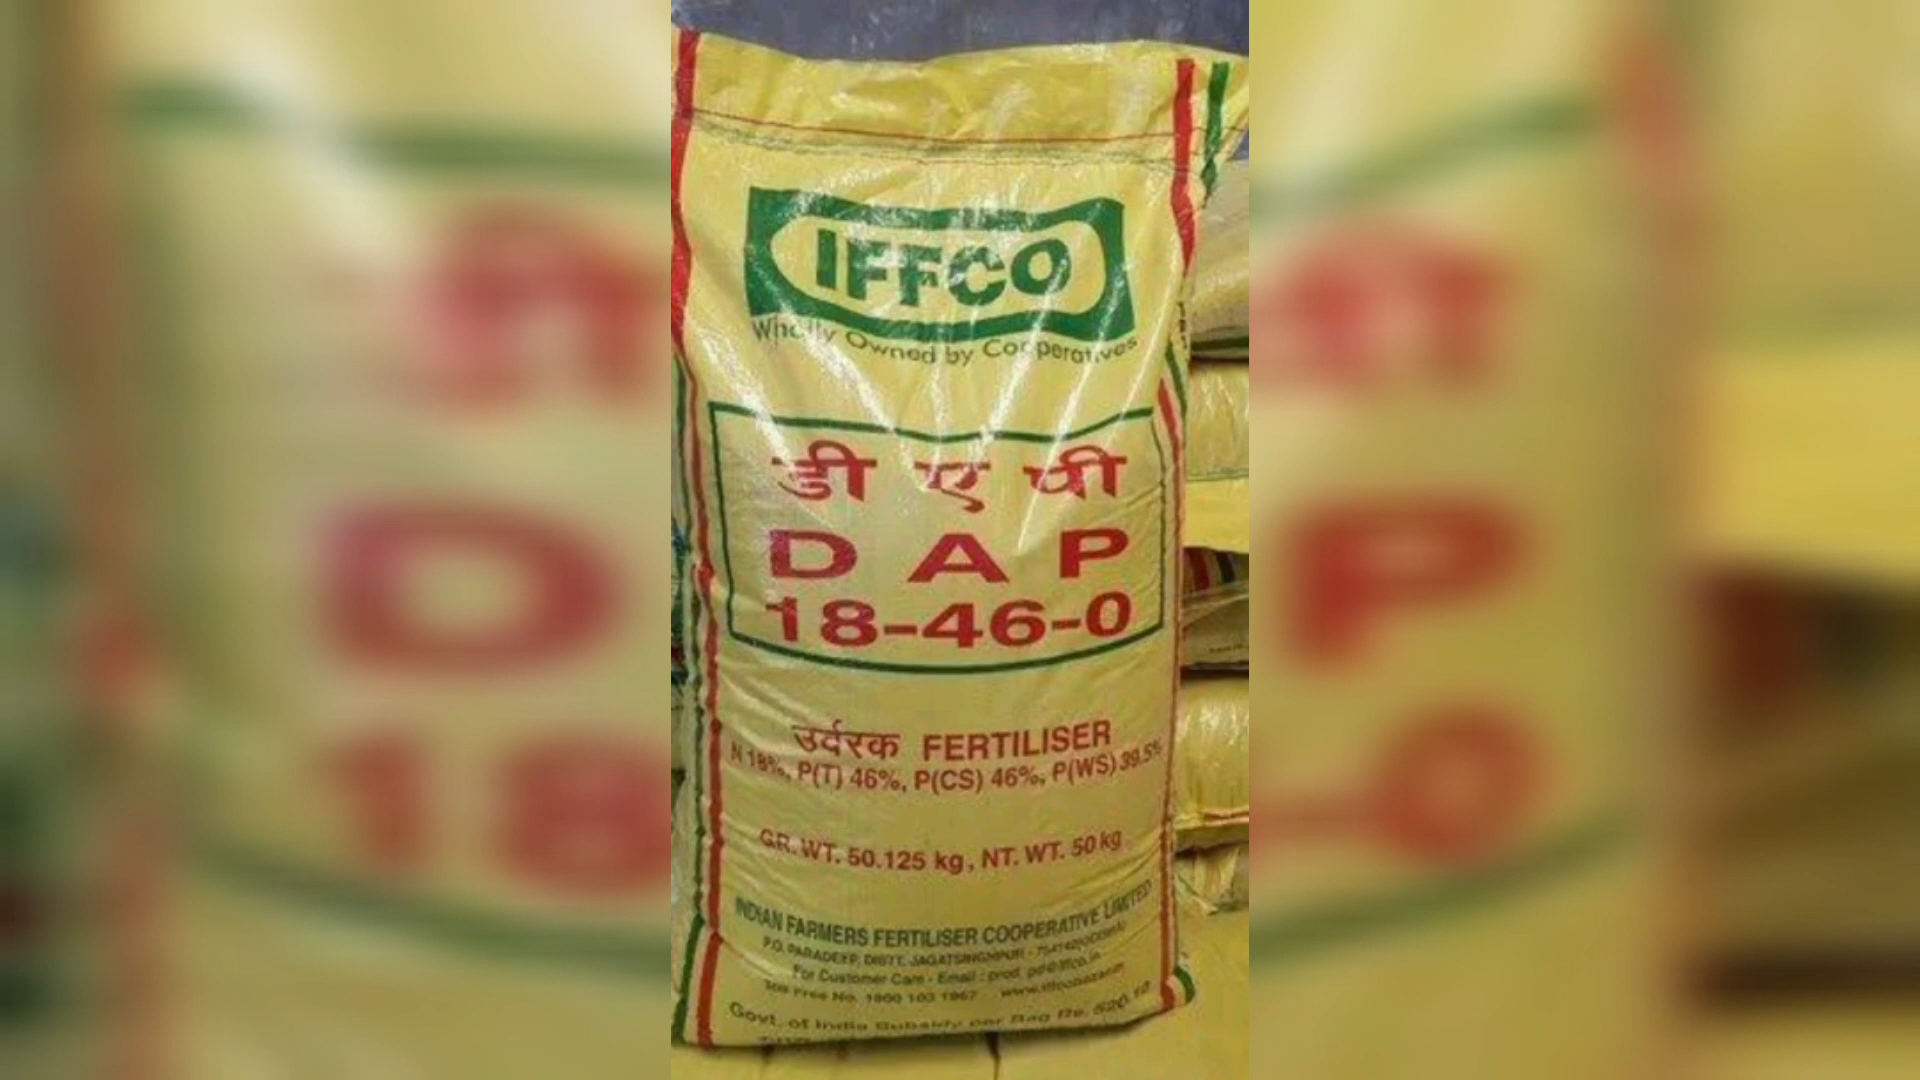 IFFCO
Wholly Owned by Cooperatives
डी ए पी
D A P
18-46-0
उर्वरक FERTILISER
N 18%, P(T) 46%, P(CS) 46%, P(WS) 39.5%
GR. WT. 50.125 kg, NT. WT. 50 kg
INDIAN FARMERS FERTILISER COOPERATIVE LIMITED
P.O. PARADEEP, DISTT. JAGATSINGHPUR -
For Customer Care - Email :
Toll Free No. 1800 103 1967
Govt. of India Subsidy per Bag Rs. 520.10